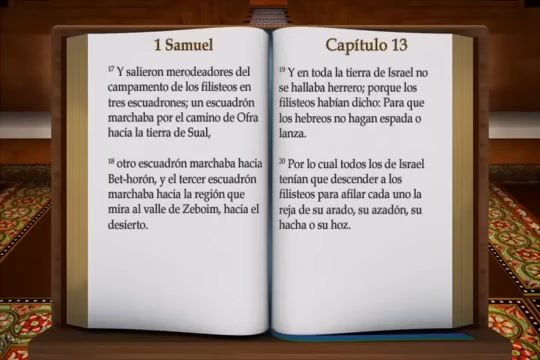 1 Samuel
17 Y salieron merodeadores del
campamento de los filisteos en
tres escuadrones; un escuadrón
marchaba por el camino de Ofra
hacia la tierra de Sual,
18 otro escuadrón marchaba hacia
Bet-horón, y el tercer escuadrón
marchaba hacia la región que
mira al valle de Zeboim, hacia el
desierto.
Capítulo 13
19 Y en toda la tierra de Israel no
se hallaba herrero; porque los
filisteos habían dicho: Para que
los hebreos no hagan espada o
lanza.
20 Por lo cual todos los de Israel
tenían que descender a los
filisteos para afilar cada uno la
reja de su arado, su azadón, su
hacha o su hoz.